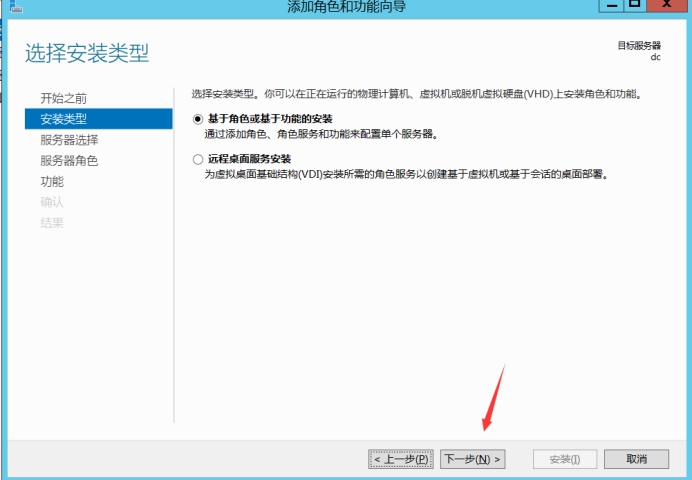 添加角色和功能向导
选择安装类型
目标服务器
dc
开始之前
安装类型
服务器选择
服务器角色
功能
确认
结果
选择安装类型。你可以在正在运行的物理计算机、虚拟机或脱机虚拟硬盘(VHD)上安装角色和功能。
基于角色或基于功能的安装
通过添加角色、角色服务和功能来配置单个服务器。
远程桌面服务安装
为虚拟桌面基础结构(VDI)安装所需的角色服务以创建基于虚拟机或基于会话的桌面部署。
< 上一步(P)
下一步(N) >
安装(I)
取消